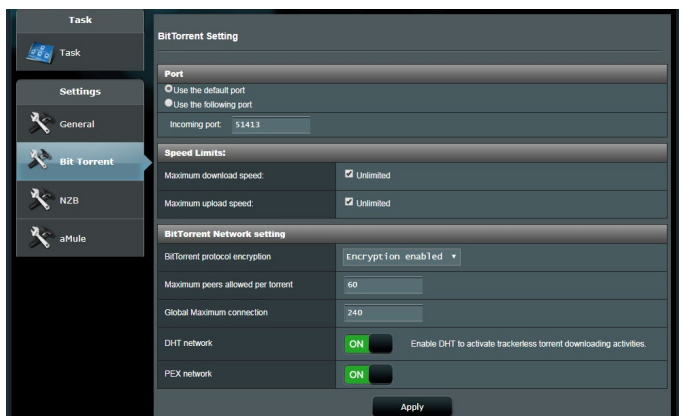 Task
Task
Settings
General
Bit Torrent
NZB
aMule
BitTorrent Setting
Port
Use the default port
Use the following port
Incoming port: 51413
Speed Limits:
Maximum download speed: Unlimited
Maximum upload speed: Unlimited
BitTorrent Network setting
BitTorrent protocol encryption Encryption enabled
Maximum peers allowed per torrent 60
Global Maximum connection 240
DHT network ON Enable DHT to activate trackerless torrent downloading activities.
PEX network ON
Apply